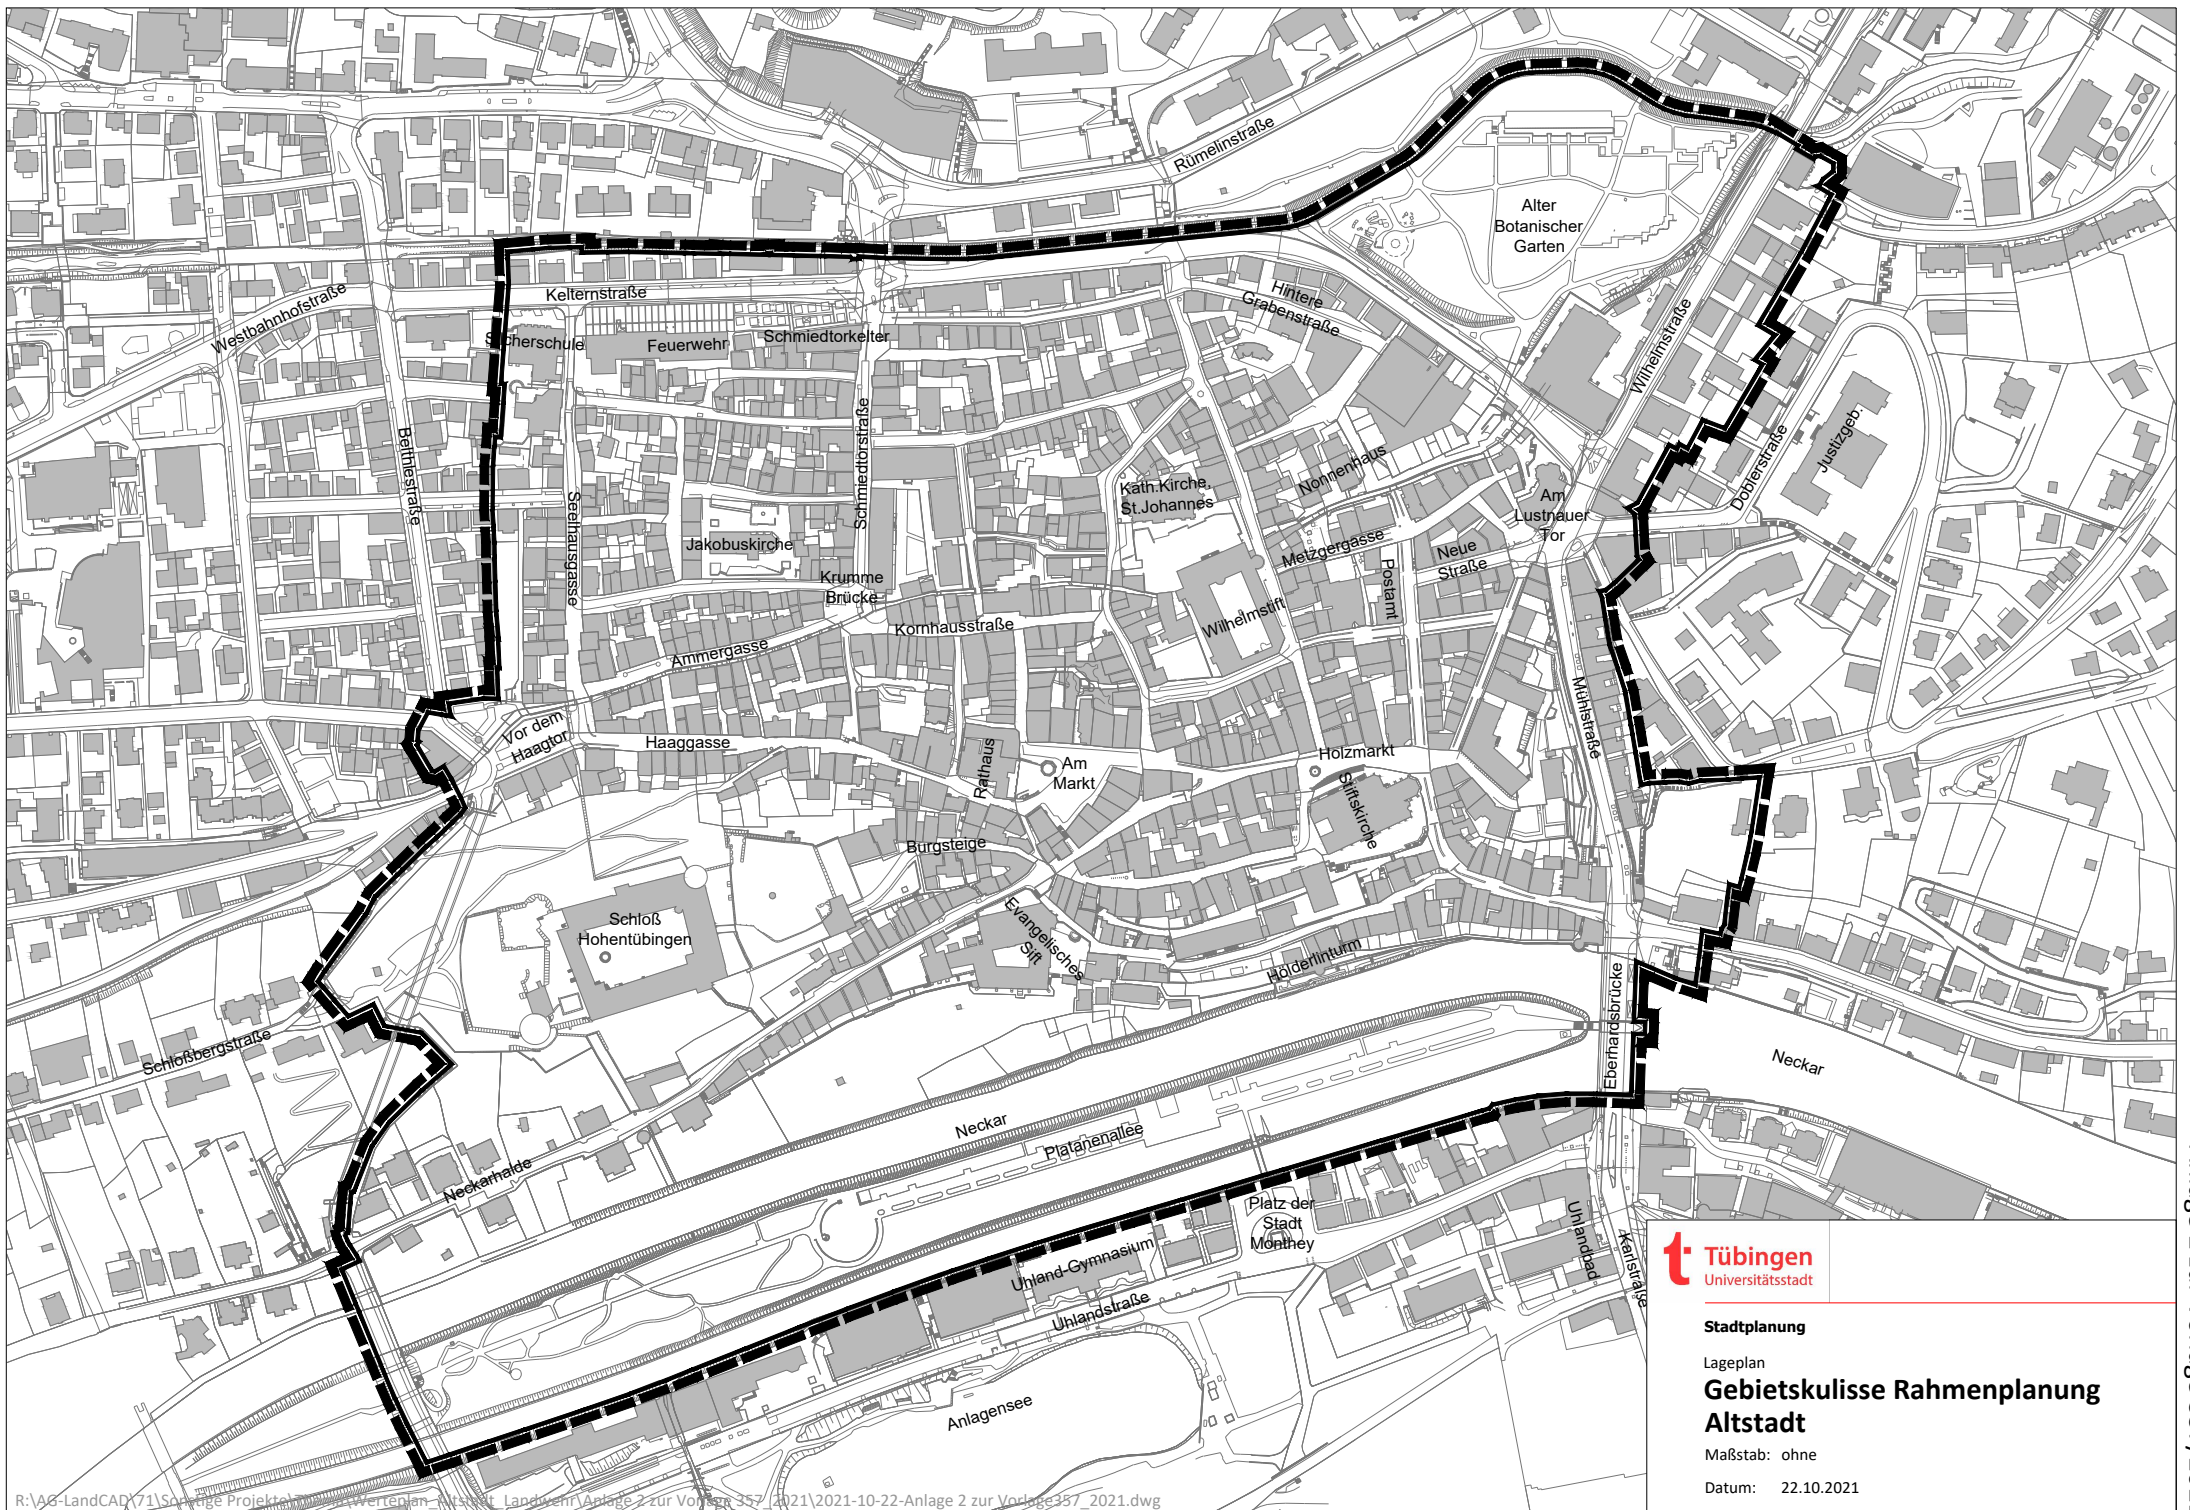 Rümelinstraße
Alter
Botanischer
Garten
Wilhelmstraße
Westbahnhofstraße
Kelternstraße
Hintere
Grabenstraße
Feuerwehr
Schmiedtorkelter
Beithlestraße
Schmiedtorstraße
Seelhausgasse
Doblerstraße
Justizgeb.
Kath.Kirche,
St.Johannes
Nonnenhaus
Am
Lustnauer
Tor
Jakobuskirche
Metzgergasse
Neue
Straße
Postamt
Krumme
Brücke
Kornhausstraße
Wilhelmstift
Ammergasse
Vor dem
Haagtor
Haaggasse
Mühlstraße
Rathaus
Am
Markt
Holzmarkt
Stiftskirche
Burgsteige
Schloß
Hohentübingen
Evangelisches
Stift
Hölderlinturm
Eberhardsbrücke
Schloßbergstraße
Neckar
Neckar
Platanenallee
Neckarhalde
Platz der
Stadt
Monthey
Uhland-Gymnasium
Uhlandstraße
Uhlandbad
Karlstraße
Anlagensee
t Tübingen
Universitätsstadt
Stadtplanung
Lageplan
Gebietskulisse Rahmenplanung
Altstadt
Maßstab: ohne
Datum: 22.10.2021